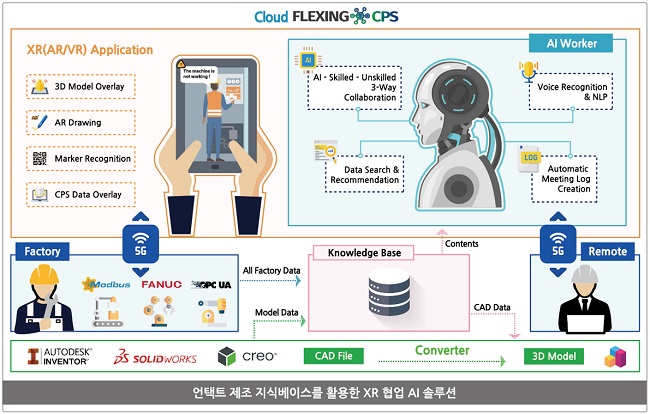 Cloud FLEXING CPS
XR(AR/VR) Application
3D Model Overlay
AR Drawing
Marker Recognition
CPS Data Overlay
The machine is
not working !
AI Worker
AI
AI - Skilled - Unskilled
3-Way
Collaboration
Voice Recognition
& NLP
Data Search &
Recommendation
LOG
Automatic
Meeting Log
Creation
5G
5G
Factory
Modbus
FANUC
OPC UA
All Factory Data
Model Data
Knowledge Base
Contents
CAD Data
Remote
AUTODESK
INVENTOR
SOLIDWORKS
creo
CAD File
Converter
3D Model
언택트 제조 지식베이스를 활용한 XR 협업 AI 솔루션